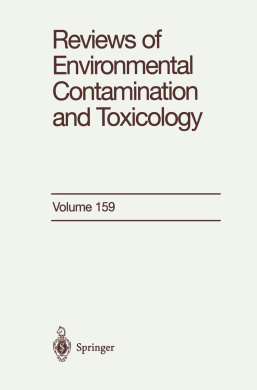 Reviews of
Environmental
Contamination
and Toxicology
Volume 159
Springer